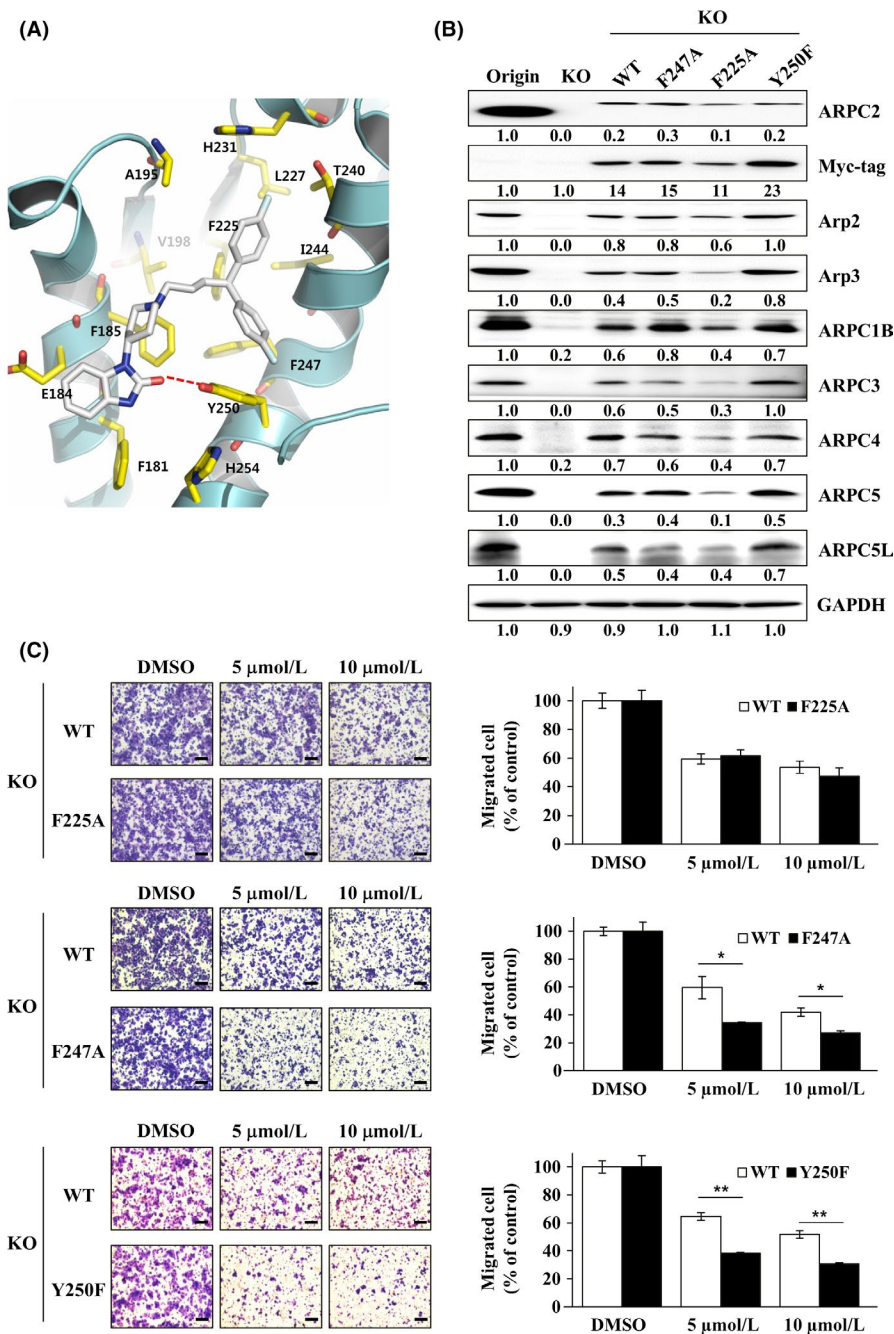 (A)
H231
A195
L227
T240
F225
V198
I244
F185
F247
E184
Y250
F181
H254
(B)
KO
Origin KO WT F247A F225A Y250F
ARPC2
1.0 0.0 0.2 0.3 0.1 0.2
Myc-tag
1.0 1.0 14 15 11 23
Arp2
1.0 0.0 0.8 0.8 0.6 1.0
Arp3
1.0 0.0 0.4 0.5 0.2 0.8
ARPC1B
1.0 0.2 0.6 0.8 0.4 0.7
ARPC3
1.0 0.0 0.6 0.5 0.3 1.0
ARPC4
1.0 0.2 0.7 0.6 0.4 0.7
ARPC5
1.0 0.0 0.3 0.4 0.1 0.5
ARPC5L
1.0 0.0 0.5 0.4 0.4 0.7
GAPDH
1.0 0.9 0.9 1.0 1.1 1.0
(C)
DMSO 5 μmol/L 10 μmol/L
KO
WT
F225A
Migrated cell
(% of control)
100
80
60
40
20
0
WT F225A
DMSO 5 μmol/L 10 μmol/L
DMSO 5 μmol/L 10 μmol/L
KO
WT
F247A
Migrated cell
(% of control)
100
80
60
40
20
0
WT F247A
* *
DMSO 5 μmol/L 10 μmol/L
DMSO 5 μmol/L 10 μmol/L
KO
WT
Y250F
Migrated cell
(% of control)
100
80
60
40
20
0
WT Y250F
** **
DMSO 5 μmol/L 10 μmol/L